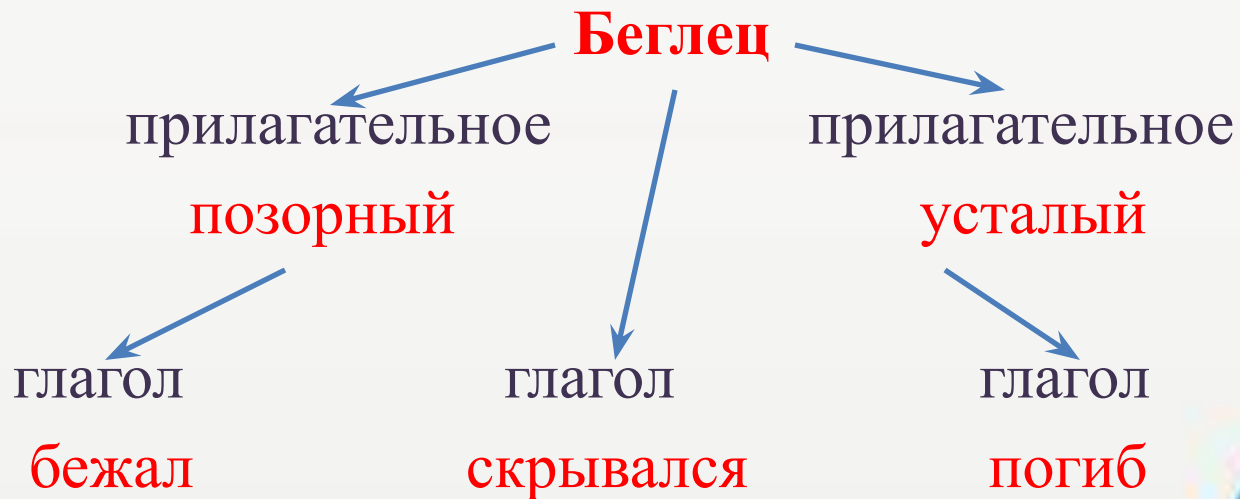 Беглец
прилагательное прилагательное
позорный усталый
глагол глагол глагол
бежал скрывался погиб